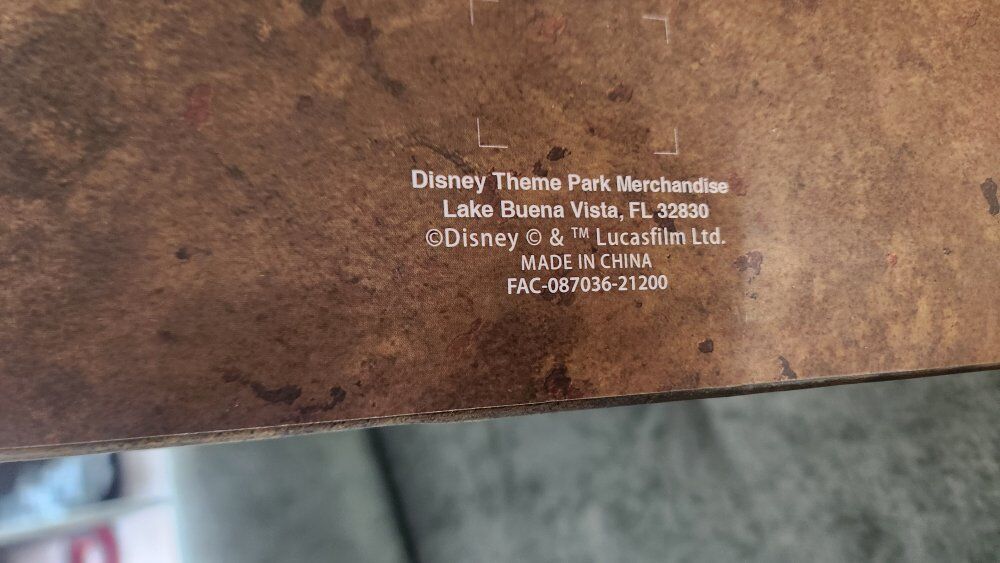 Disney Theme Park Merchandise
Lake Buena Vista, FL 32830
©Disney © & ™ Lucasfilm Ltd.
MADE IN CHINA
FAC-087036-21200